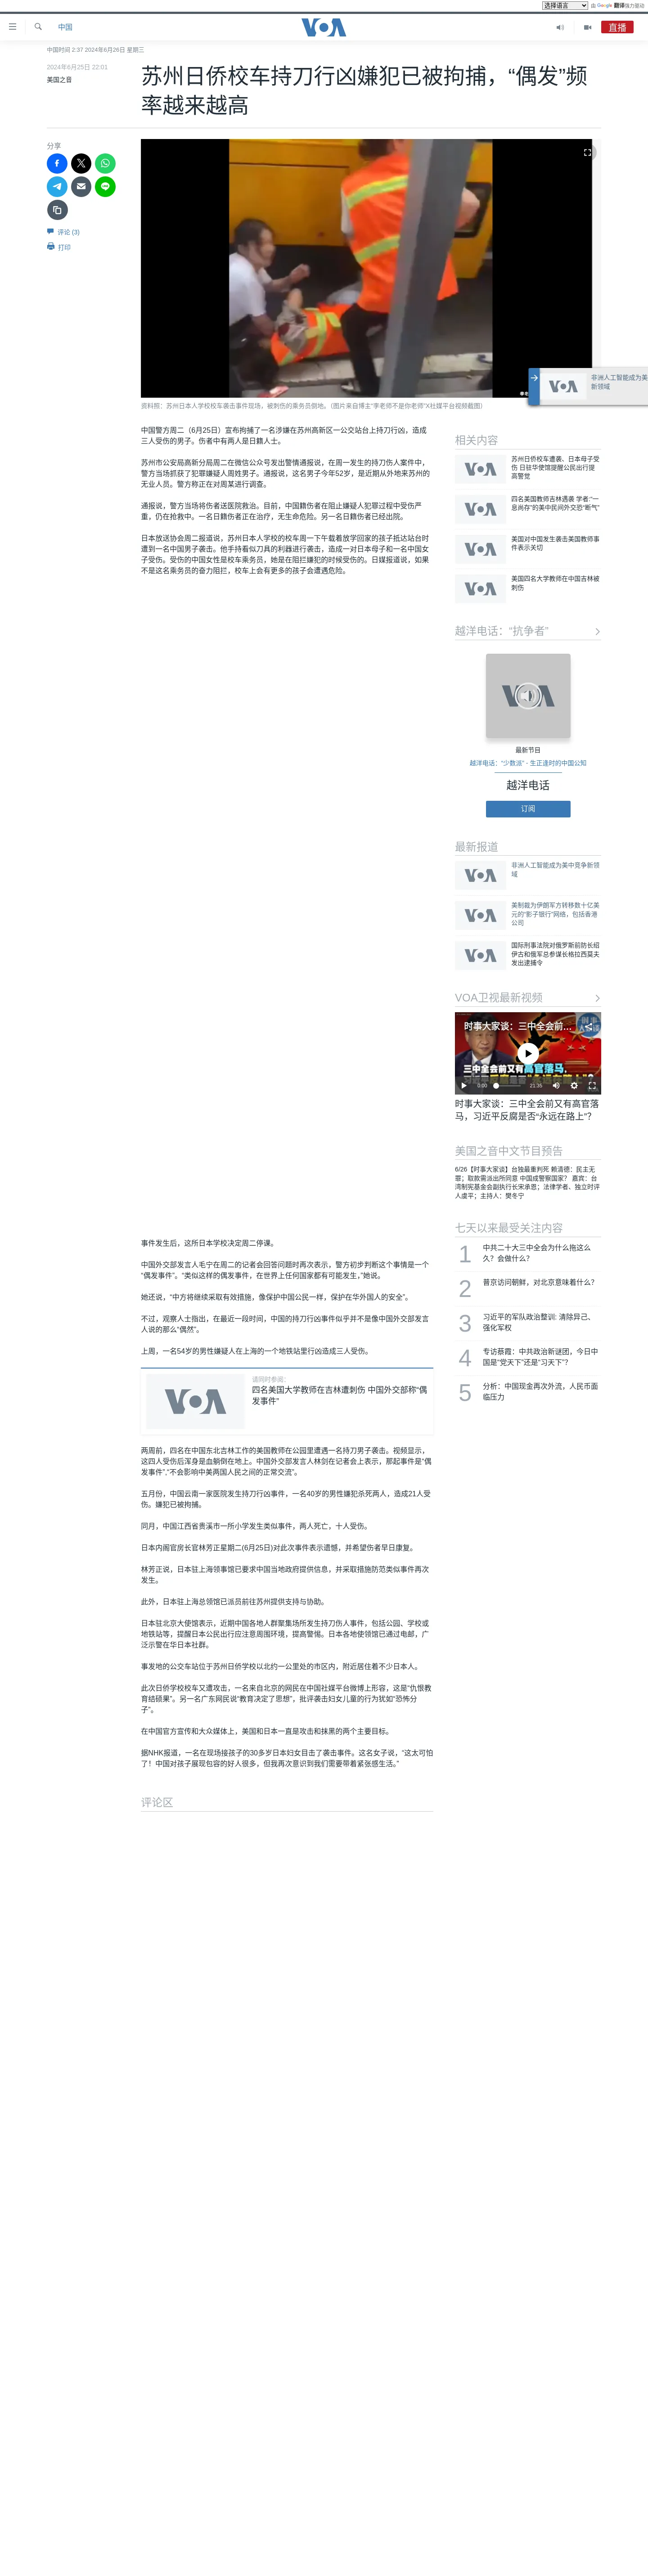 选择语言
由 Google 翻译强力驱动
中国
VOA
直播
中国时间 2:37 2024年6月26日 星期三
2024年6月25日 22:01
美国之音
苏州日侨校车持刀行凶嫌犯已被拘捕，“偶发”频
率越来越高
分享
评论 (3)
打印
资料照：苏州日本人学校校车袭击事件现场，被刺伤的乘务员倒地。(图片来自博主“李老师不是你老师”X社媒平台视频截图）
非洲人工智能成为美
新领域
中国警方周二（6月25日）宣布拘捕了一名涉嫌在苏州高新区一公交站台上持刀行凶，造成
三人受伤的男子。伤者中有两人是日籍人士。
苏州市公安局高新分局周二在微信公众号发出警情通报说，在周一发生的持刀伤人案件中，
警方当场抓获了犯罪嫌疑人周姓男子。通报说，这名男子今年52岁，是近期从外地来苏州的
无业人员。警方称正在对周某进行调查。
通报说，警方当场将伤者送医院救治。目前，中国籍伤者在阻止嫌疑人犯罪过程中受伤严
重，仍在抢救中。一名日籍伤者正在治疗，无生命危险。另一名日籍伤者已经出院。
日本放送协会周二报道说，苏州日本人学校的校车周一下午载着放学回家的孩子抵达站台时
遭到一名中国男子袭击。他手持看似刀具的利器进行袭击，造成一对日本母子和一名中国女
子受伤。受伤的中国女性是校车乘务员，她是在阻拦嫌犯的时候受伤的。日媒报道说，如果
不是这名乘务员的奋力阻拦，校车上会有更多的孩子会遭遇危险。
相关内容
苏州日侨校车遭袭、日本母子受
伤 日驻华使馆提醒公民出行提
高警觉
四名美国教师吉林遇袭 学者:“一
息尚存”的美中民间外交恐“断气”
美国对中国发生袭击美国教师事
件表示关切
美国四名大学教师在中国吉林被
刺伤
越洋电话：“抗争者”
最新节目
越洋电话：“少数派” - 生正逢时的中国公知
越洋电话
订阅
最新报道
非洲人工智能成为美中竞争新领
域
美制裁为伊朗军方转移数十亿美
元的“影子银行”网络，包括香港
公司
国际刑事法院对俄罗斯前防长绍
伊古和俄军总参谋长格拉西莫夫
发出逮捕令
VOA卫视最新视频
时事大家谈：三中全会前...
三中全会前又有高官落马，
习近平反腐是否“永远在路上”?
0:00
21:35
时事大家谈：三中全会前又有高官落
马，习近平反腐是否“永远在路上”？
美国之音中文节目预告
6/26【时事大家谈】台独最重判死 赖清德：民主无
罪；取款需派出所同意 中国成警察国家？ 嘉宾：台
湾制宪基金会副执行长宋承恩；法律学者、独立时评
人虞平；主持人：樊冬宁
七天以来最受关注内容
1 中共二十大三中全会为什么拖这么
久？会做什么？
2 普京访问朝鲜，对北京意味着什么？
3 习近平的军队政治整训: 清除异己、
强化军权
4 专访蔡霞：中共政治新谜团，今日中
国是“党天下”还是“习天下”？
5 分析：中国现金再次外流，人民币面
临压力
事件发生后，这所日本学校决定周二停课。
中国外交部发言人毛宁在周二的记者会回答问题时再次表示，警方初步判断这个事情是一个
“偶发事件”。“类似这样的偶发事件，在世界上任何国家都有可能发生，”她说。
她还说，“中方将继续采取有效措施，像保护中国公民一样，保护在华外国人的安全”。
不过，观察人士指出，在最近一段时间，中国的持刀行凶事件似乎并不是像中国外交部发言
人说的那么“偶然”。
上周，一名54岁的男性嫌疑人在上海的一个地铁站里行凶造成三人受伤。
请同时参阅：
四名美国大学教师在吉林遭刺伤 中国外交部称“偶
发事件”
两周前，四名在中国东北吉林工作的美国教师在公园里遭遇一名持刀男子袭击。视频显示，
这四人受伤后浑身是血躺倒在地上。中国外交部发言人林剑在记者会上表示，那起事件是“偶
发事件”，“不会影响中美两国人民之间的正常交流”。
五月份，中国云南一家医院发生持刀行凶事件，一名40岁的男性嫌犯杀死两人，造成21人受
伤。嫌犯已被拘捕。
同月，中国江西省贵溪市一所小学发生类似事件，两人死亡，十人受伤。
日本内阁官房长官林芳正星期二(6月25日)对此次事件表示遗憾，并希望伤者早日康复。
林芳正说，日本驻上海领事馆已要求中国当地政府提供信息，并采取措施防范类似事件再次
发生。
此外，日本驻上海总领馆已派员前往苏州提供支持与协助。
日本驻北京大使馆表示，近期中国各地人群聚集场所发生持刀伤人事件，包括公园、学校或
地铁站等，提醒日本公民出行应注意周围环境，提高警惕。日本各地使领馆已通过电邮，广
泛示警在华日本社群。
事发地的公交车站位于苏州日侨学校以北约一公里处的市区内，附近居住着不少日本人。
此次日侨学校校车又遭攻击，一名来自北京的网民在中国社媒平台微博上形容，这是“仇恨教
育结硕果”。另一名广东网民说“教育决定了思想”，批评袭击妇女儿童的行为犹如“恐怖分
子”。
在中国官方宣传和大众媒体上，美国和日本一直是攻击和抹黑的两个主要目标。
据NHK报道，一名在现场接孩子的30多岁日本妇女目击了袭击事件。这名女子说，“这太可怕
了！中国对孩子展现包容的好人很多，但我再次意识到我们需要带着紧张感生活。”
评论区